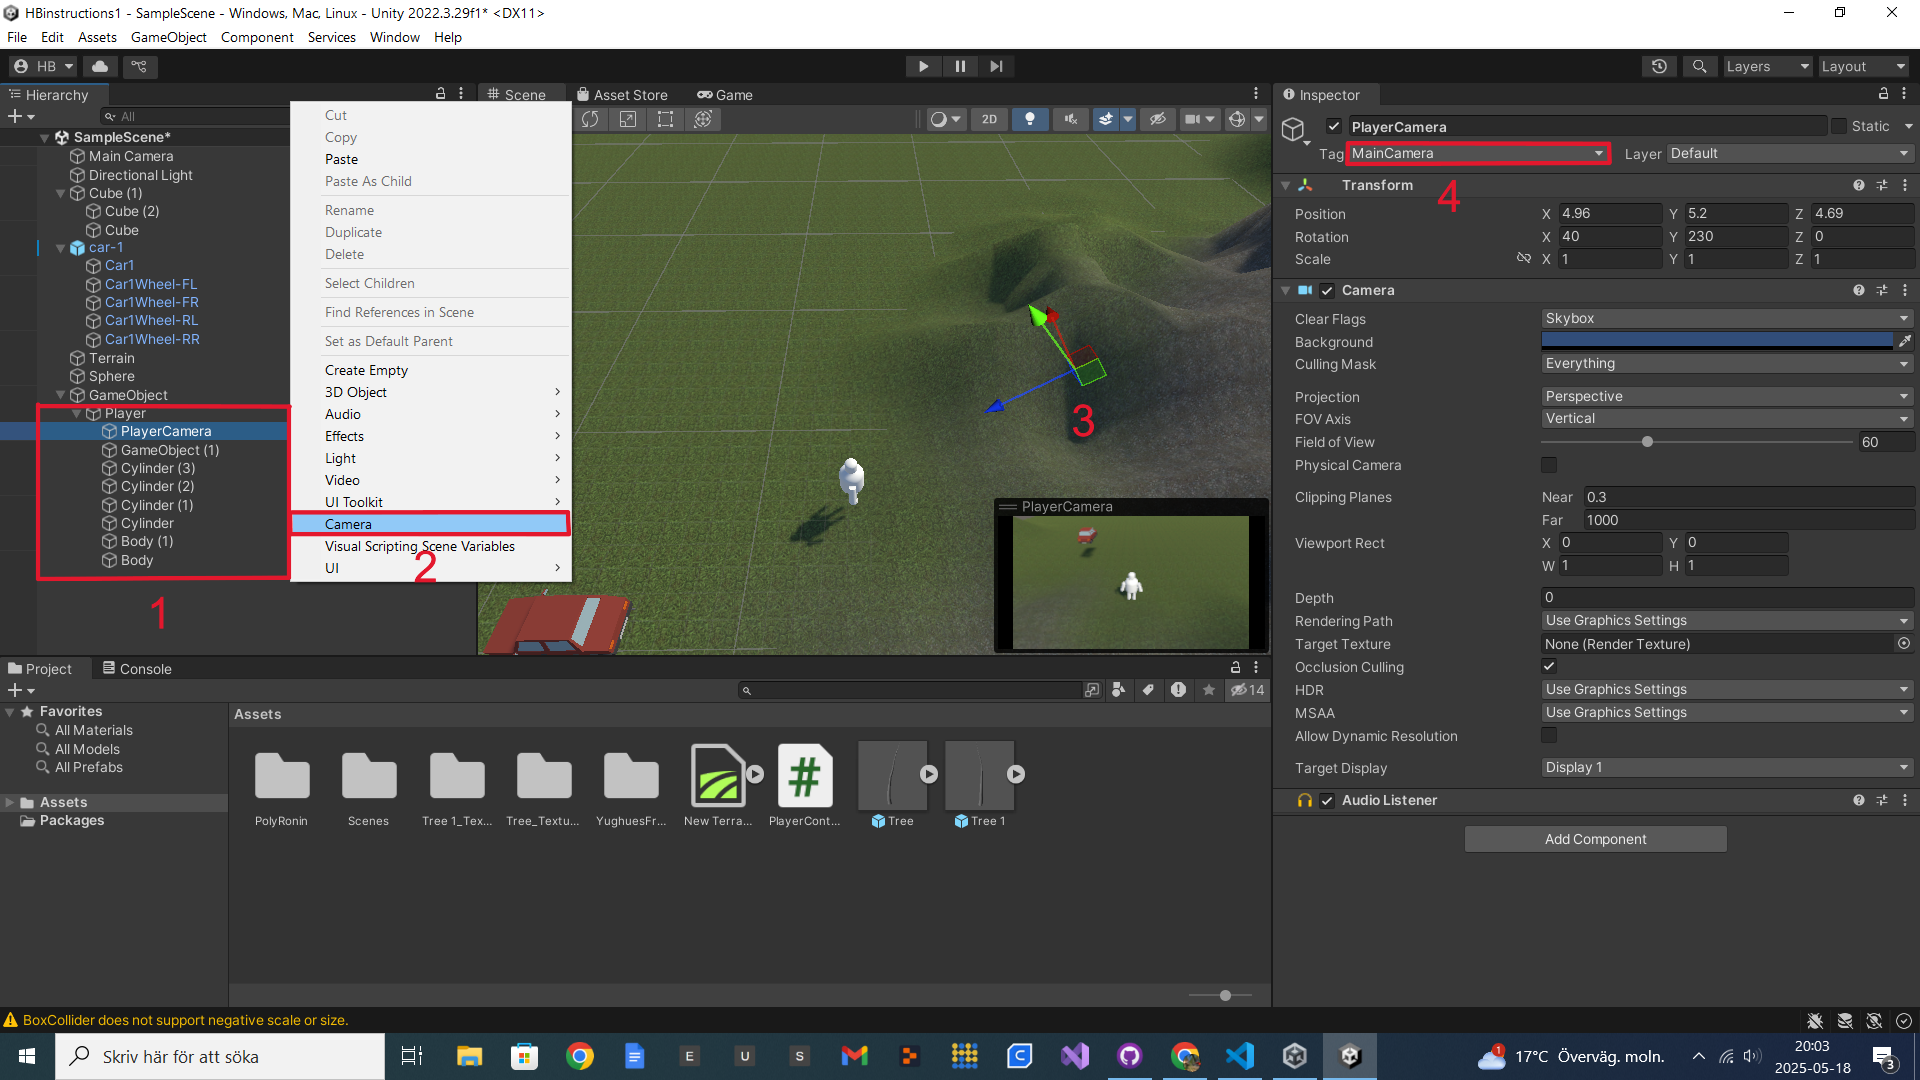 HBinstructions1 - SampleScene - Windows, Mac, Linux - Unity 2022.3.29f1* <DX11>
File Edit Assets GameObject Component Services Window Help
HB
Layers
Layout
Hierarchy
All
SampleScene*
Main Camera
Directional Light
Cube (1)
Cube (2)
Cube
car-1
Car1
Car1Wheel-FL
Car1Wheel-FR
Car1Wheel-RL
Car1Wheel-RR
Terrain
Sphere
GameObject
Player
PlayerCamera
GameObject (1)
Cylinder (3)
Cylinder (2)
Cylinder (1)
Cylinder
Body (1)
Body
1
Cut
Copy
Paste
Paste As Child
Rename
Duplicate
Delete
Select Children
Find References in Scene
Set as Default Parent
Create Empty
3D Object
Audio
Effects
Light
Video
UI Toolkit
Camera
Visual Scripting Scene Variables
UI
2
Scene
Asset Store
Game
2D
3
PlayerCamera
Inspector
PlayerCamera
Static
Tag MainCamera
Layer Default
4
Transform
Position X 4.96 Y 5.2 Z 4.69
Rotation X 40 Y 230 Z 0
Scale X 1 Y 1 Z 1
Camera
Clear Flags Skybox
Background
Culling Mask Everything
Projection Perspective
FOV Axis Vertical
Field of View 60
Physical Camera
Clipping Planes Near 0.3
Far 1000
Viewport Rect X 0 Y 0
W 1 H 1
Depth 0
Rendering Path Use Graphics Settings
Target Texture None (Render Texture)
Occlusion Culling
HDR Use Graphics Settings
MSAA Use Graphics Settings
Allow Dynamic Resolution
Target Display Display 1
Audio Listener
Add Component
Project
Console
14
Favorites
All Materials
All Models
All Prefabs
Assets
Packages
Assets
PolyRonin
Scenes
Tree 1_Tex...
Tree_Textu...
YughuesFr...
New Terra...
PlayerCont...
Tree
Tree 1
BoxCollider does not support negative scale or size.
Skriv här för att söka
E
U
S
1
17°C Överväg. moln.
20:03
2025-05-18
3